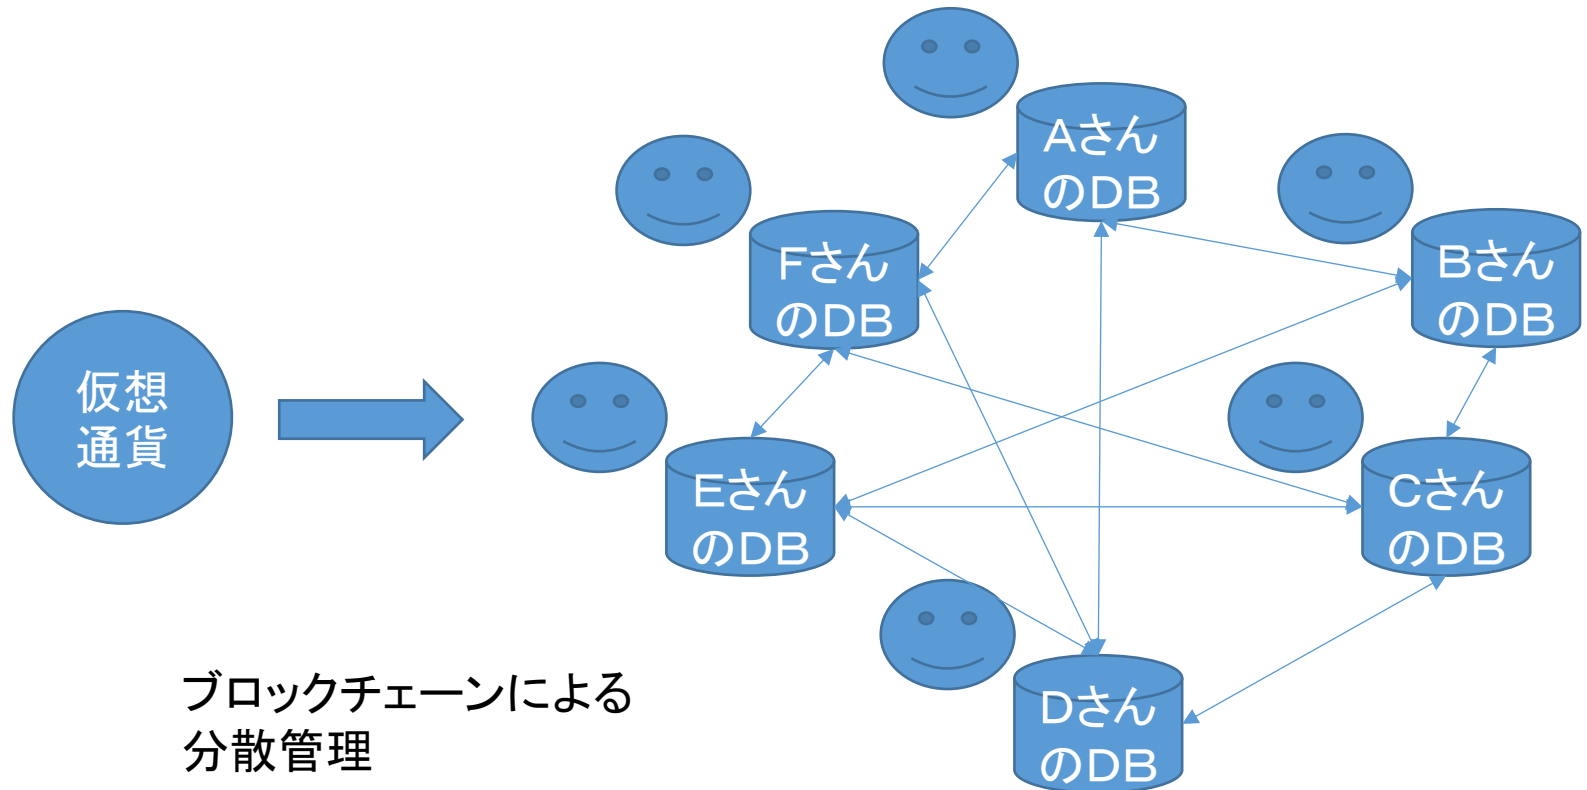 Aさん
のDB
Fさん
のDB
Bさん
のDB
仮想
通貨
Eさん
のDB
Cさん
のDB
Dさん
のDB
ブロックチェーンによる
分散管理